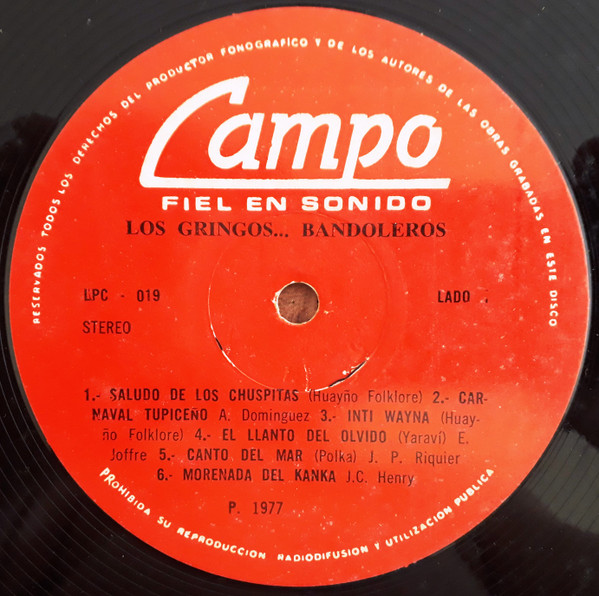 RESERVADOS TODOS LOS DERECHOS DEL PRODUCTOR FONOGRAFICO Y DE LOS AUTORES DE LAS OBRAS GRABADAS EN ESTE DISCO
Campo
FIEL EN SONIDO
LOS GRINGOS... BANDOLEROS
LPC - 019
LADO
STEREO
1.- SALUDO DE LOS CHUSPITAS (Huayño Folklore) 2.- CAR-
NAVAL TUPICEÑO A. Dominguez 3.- INTI WAYNA (Huay-
ño Folklore) 4.- EL LLANTO DEL OLVIDO (Yaraví) E.
Joffre 5.- CANTO DEL MAR (Polka) J. P. Riquier
6.- MORENADA DEL KANKA J.C. Henry
P. 1977
PROHIBIDA SU REPRODUCCION RADIODIFUSION Y UTILIZACION PUBLICA